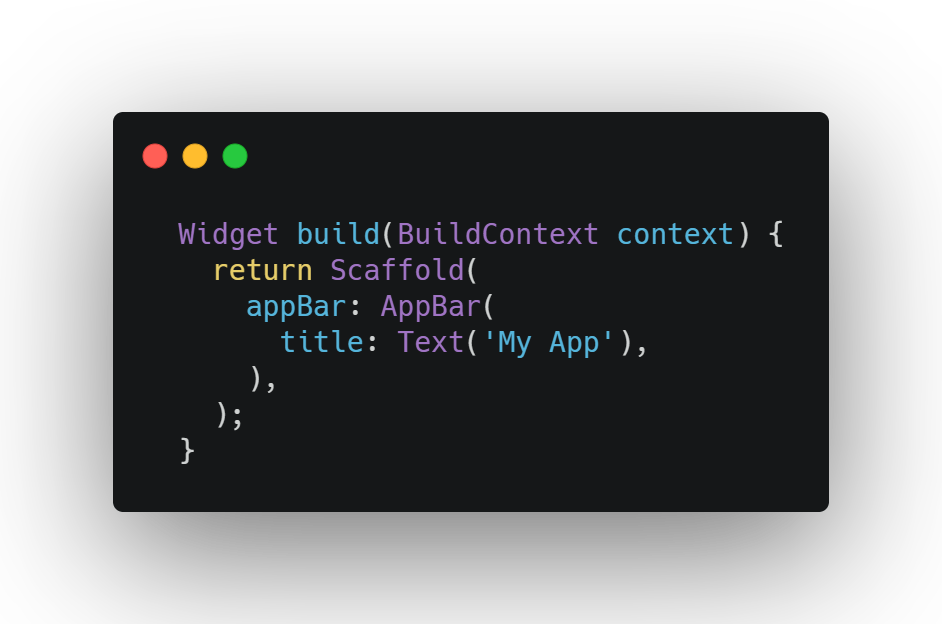 Widget build(BuildContext context) {
  return Scaffold(
    appBar: AppBar(
      title: Text('My App'),
    ),
  );
}